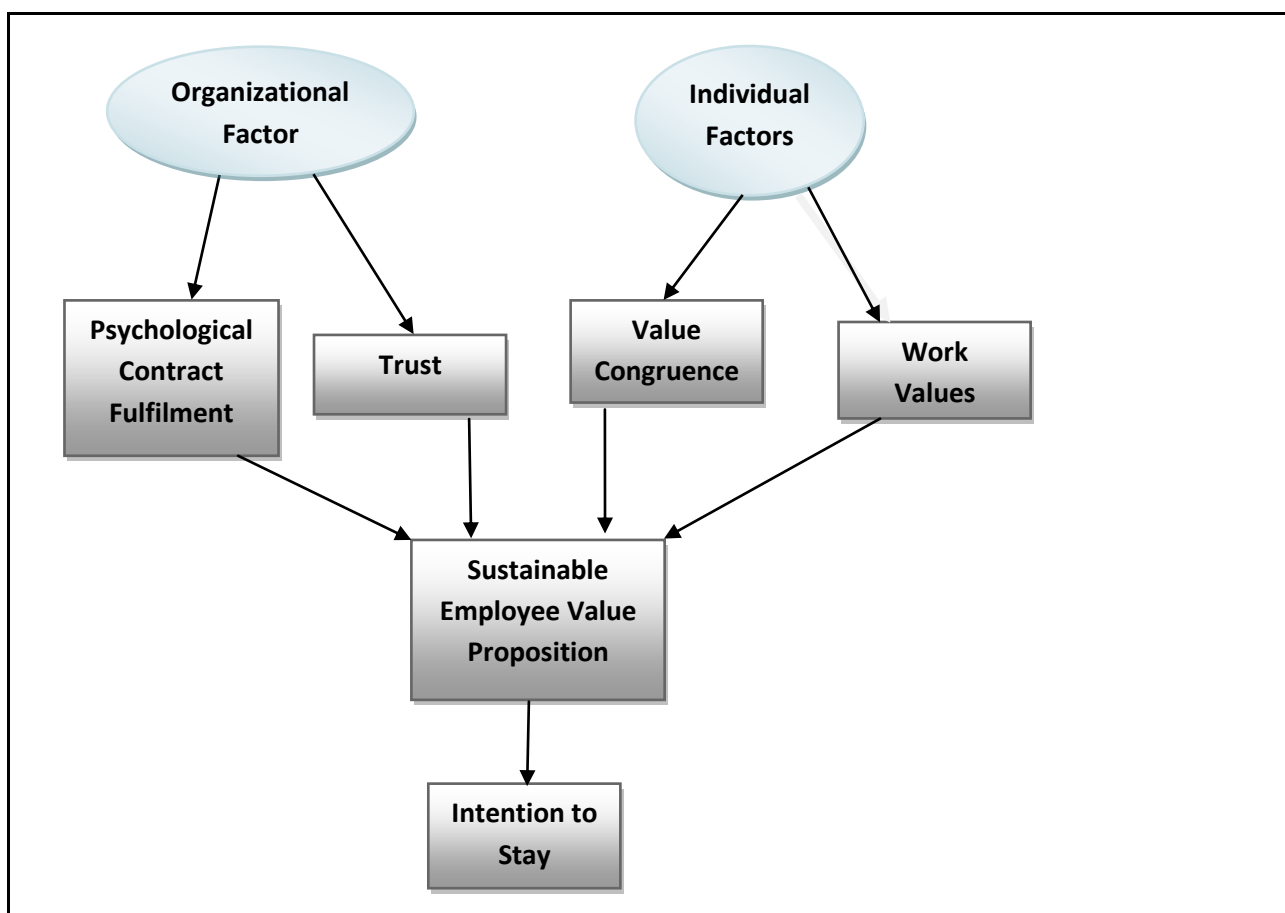 Organizational
Factor
Individual
Factors
Psychological
Contract
Fulfilment
Trust
Value
Congruence
Work
Values
Sustainable
Employee Value
Proposition
Intention to
Stay